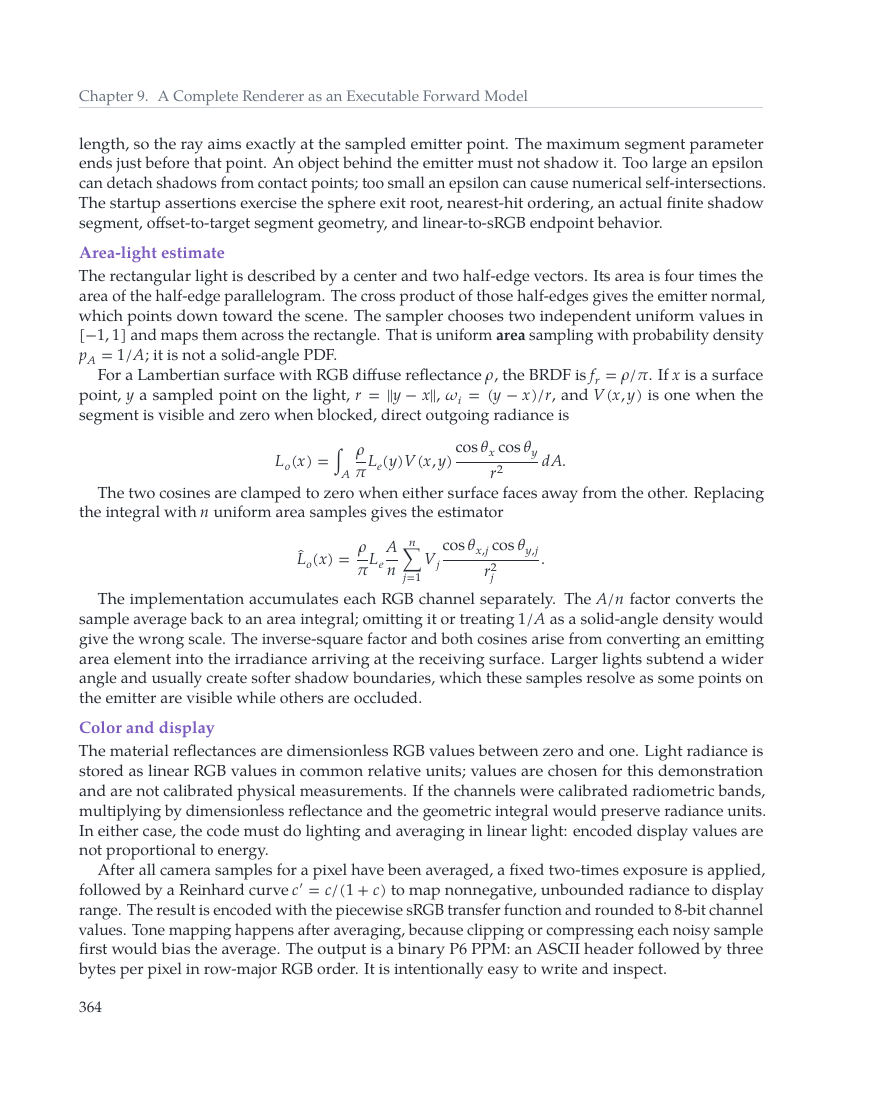 Chapter 9. A Complete Renderer as an Executable Forward Model
length, so the ray aims exactly at the sampled emitter point. The maximum segment parameter
ends just before that point. An object behind the emitter must not shadow it. Too large an epsilon
can detach shadows from contact points; too small an epsilon can cause numerical self-intersections.
The startup assertions exercise the sphere exit root, nearest-hit ordering, an actual finite shadow
segment, offset-to-target segment geometry, and linear-to-sRGB endpoint behavior.
Area-light estimate
The rectangular light is described by a center and two half-edge vectors. Its area is four times the
area of the half-edge parallelogram. The cross product of those half-edges gives the emitter normal,
which points down toward the scene. The sampler chooses two independent uniform values in
[−1, 1] and maps them across the rectangle. That is uniform area sampling with probability density
p_A = 1/A; it is not a solid-angle PDF.
For a Lambertian surface with RGB diffuse reflectance ρ, the BRDF is f_r = ρ/π. If x is a surface
point, y a sampled point on the light, r = ‖y − x‖, ω_i = (y − x)/r, and V(x, y) is one when the
segment is visible and zero when blocked, direct outgoing radiance is
L_o(x) = ∫_A ρ/π L_e(y)V(x, y) cos θ_x cos θ_y / r² dA.
The two cosines are clamped to zero when either surface faces away from the other. Replacing
the integral with n uniform area samples gives the estimator
L̂_o(x) = ρ/π L_e A/n ∑_{j=1}^n V_j cos θ_{x,j} cos θ_{y,j} / r_j².
The implementation accumulates each RGB channel separately. The A/n factor converts the
sample average back to an area integral; omitting it or treating 1/A as a solid-angle density would
give the wrong scale. The inverse-square factor and both cosines arise from converting an emitting
area element into the irradiance arriving at the receiving surface. Larger lights subtend a wider
angle and usually create softer shadow boundaries, which these samples resolve as some points on
the emitter are visible while others are occluded.
Color and display
The material reflectances are dimensionless RGB values between zero and one. Light radiance is
stored as linear RGB values in common relative units; values are chosen for this demonstration
and are not calibrated physical measurements. If the channels were calibrated radiometric bands,
multiplying by dimensionless reflectance and the geometric integral would preserve radiance units.
In either case, the code must do lighting and averaging in linear light: encoded display values are
not proportional to energy.
After all camera samples for a pixel have been averaged, a fixed two-times exposure is applied,
followed by a Reinhard curve c′ = c/(1 + c) to map nonnegative, unbounded radiance to display
range. The result is encoded with the piecewise sRGB transfer function and rounded to 8-bit channel
values. Tone mapping happens after averaging, because clipping or compressing each noisy sample
first would bias the average. The output is a binary P6 PPM: an ASCII header followed by three
bytes per pixel in row-major RGB order. It is intentionally easy to write and inspect.
364